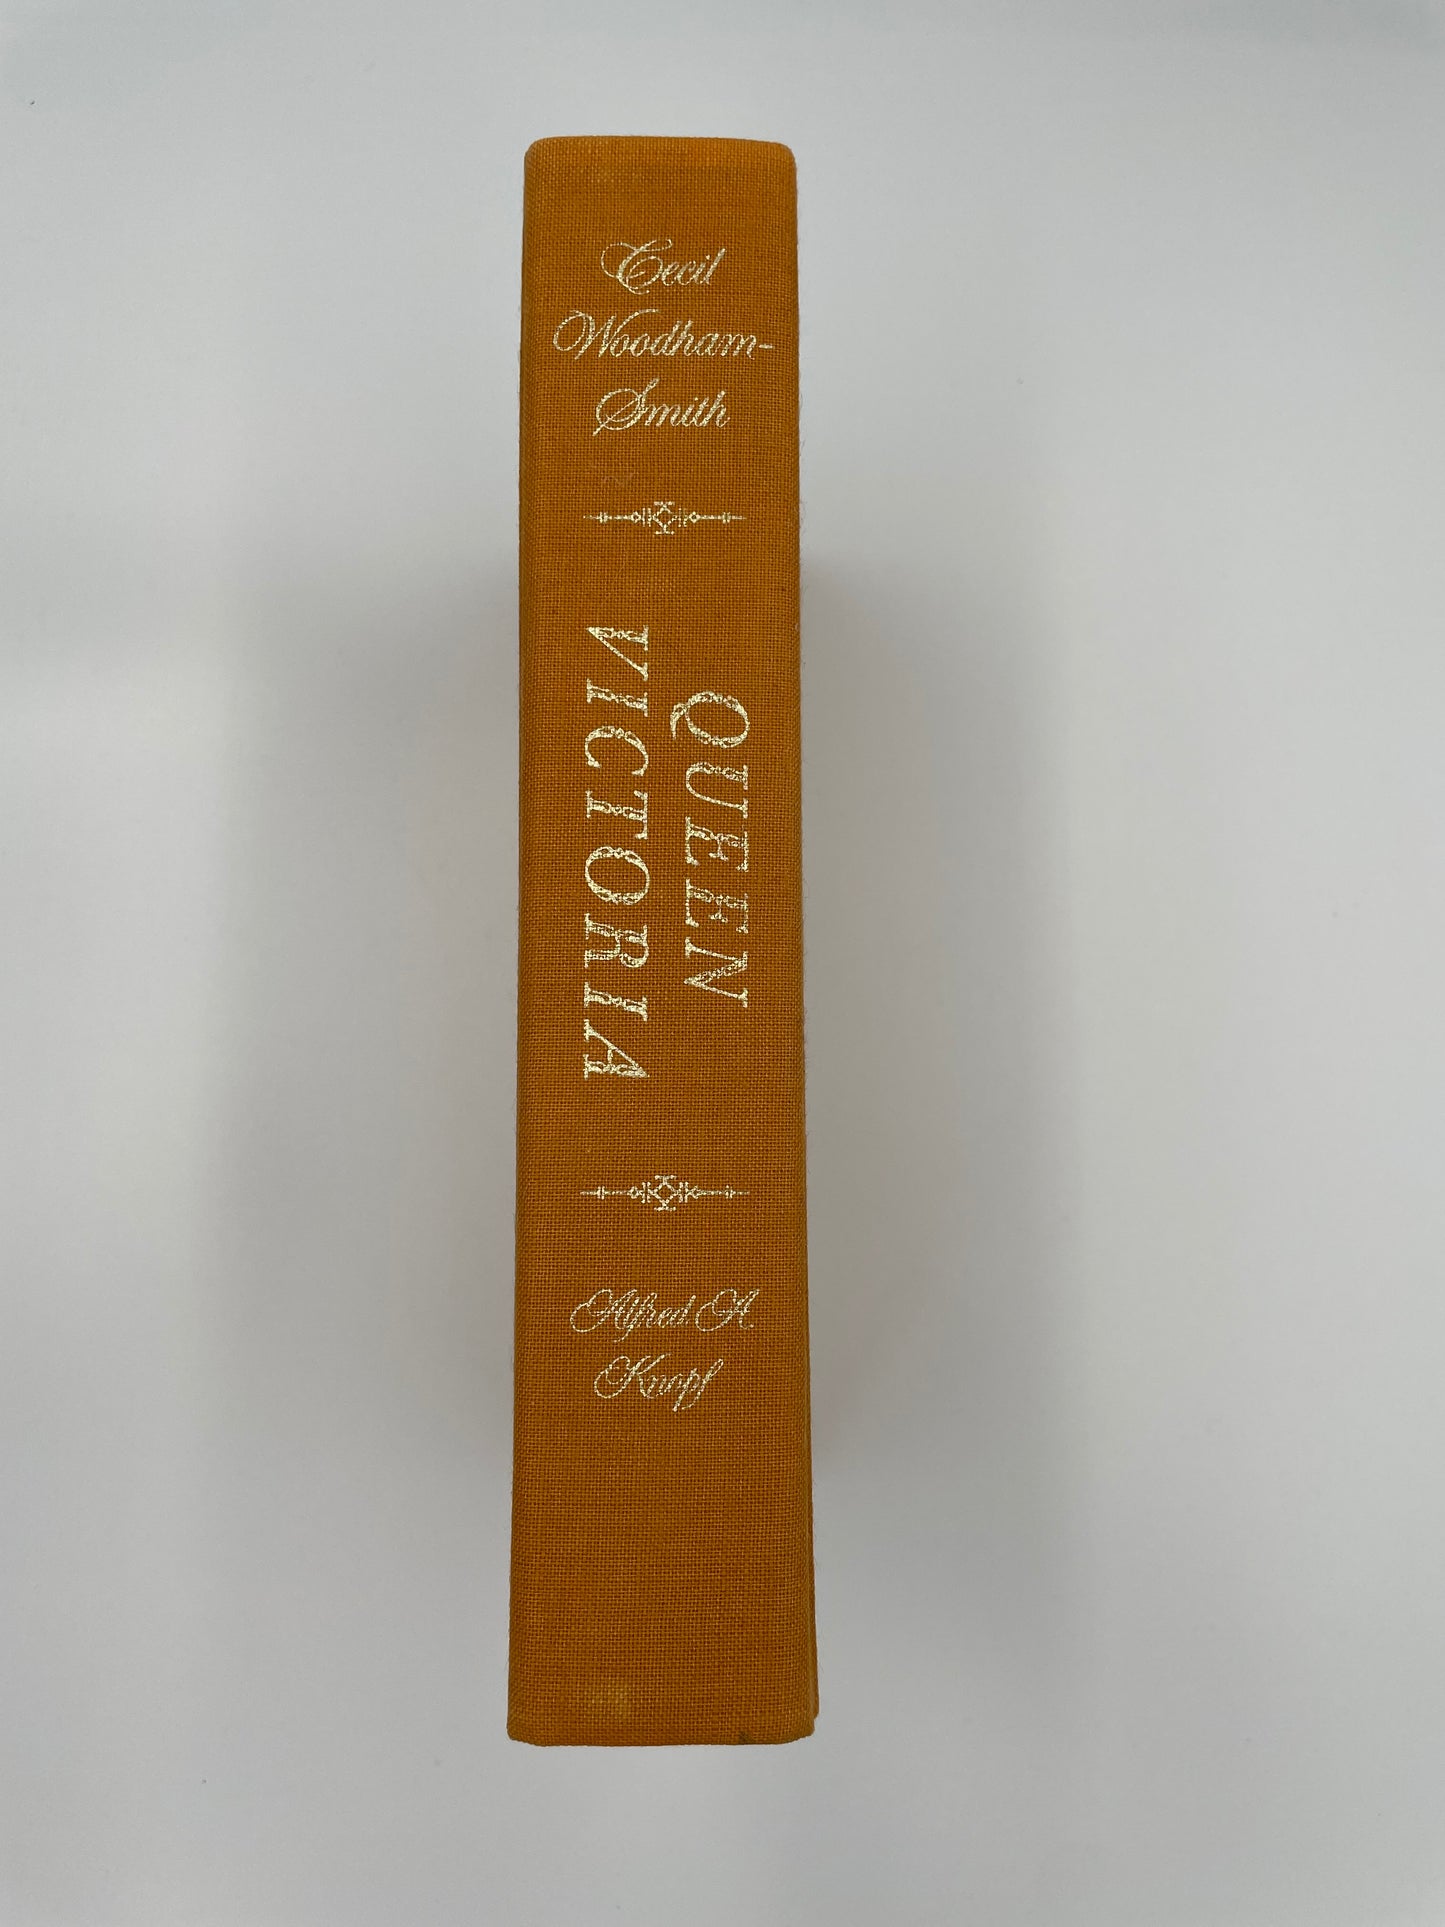 Cecil
Woodham-
Smith
QUEEN
VICTORIA
Alfred A.
Knopf